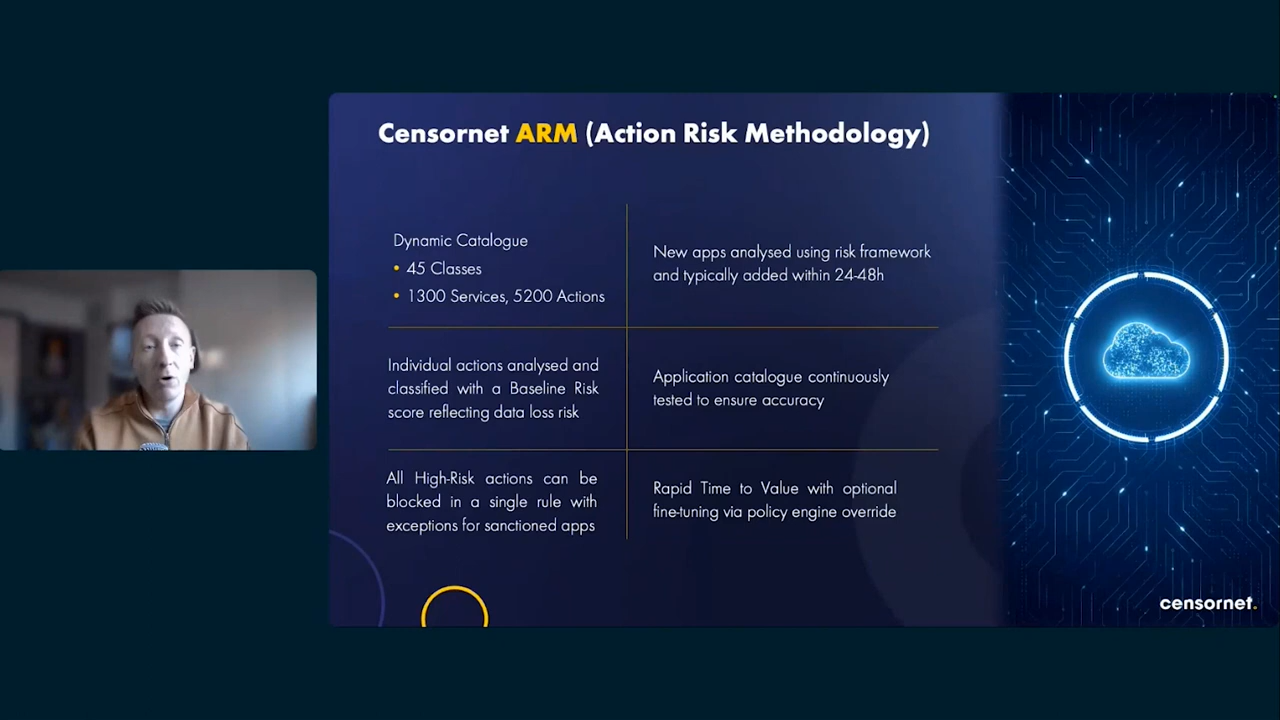 Censornet ARM (Action Risk Methodology)
Dynamic Catalogue
• 45 Classes
• 1300 Services, 5200 Actions
New apps analysed using risk framework
and typically added within 24-48h
Individual actions analysed and
classified with a Baseline Risk
score reflecting data loss risk
Application catalogue continuously
tested to ensure accuracy
All High-Risk actions can be
blocked in a single rule with
exceptions for sanctioned apps
Rapid Time to Value with optional
fine-tuning via policy engine override
censornet.